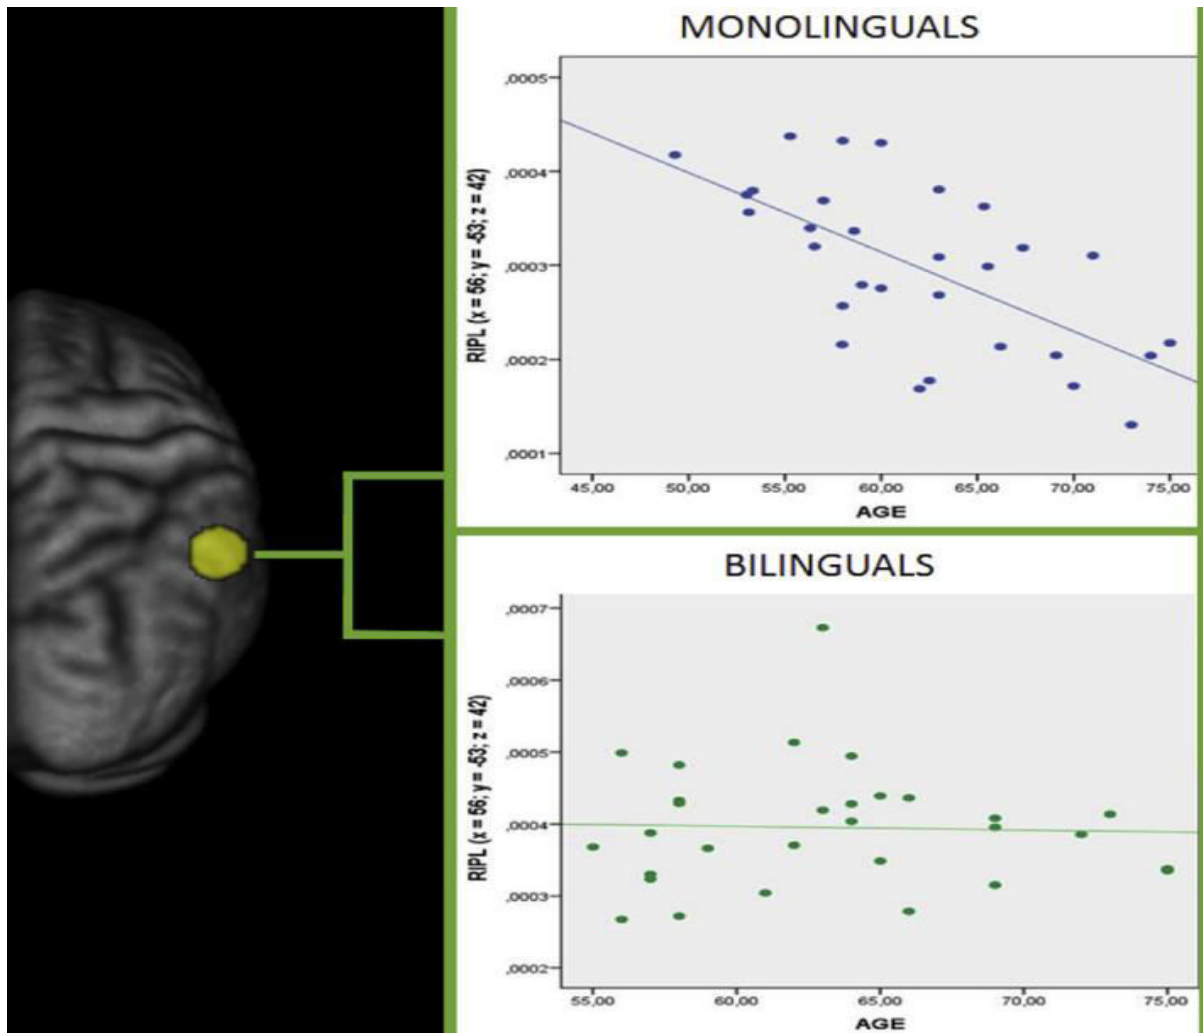 MONOLINGUALS
RIPL (x = 56; y = -53; z = 42)
,0005
,0004
,0003
,0002
,0001
45,00 50,00 55,00 60,00 65,00 70,00 75,00
AGE
BILINGUALS
RIPL (x = 56; y = -53; z = 42)
,0007
,0006
,0005
,0004
,0003
,0002
55,00 60,00 65,00 70,00 75,00
AGE